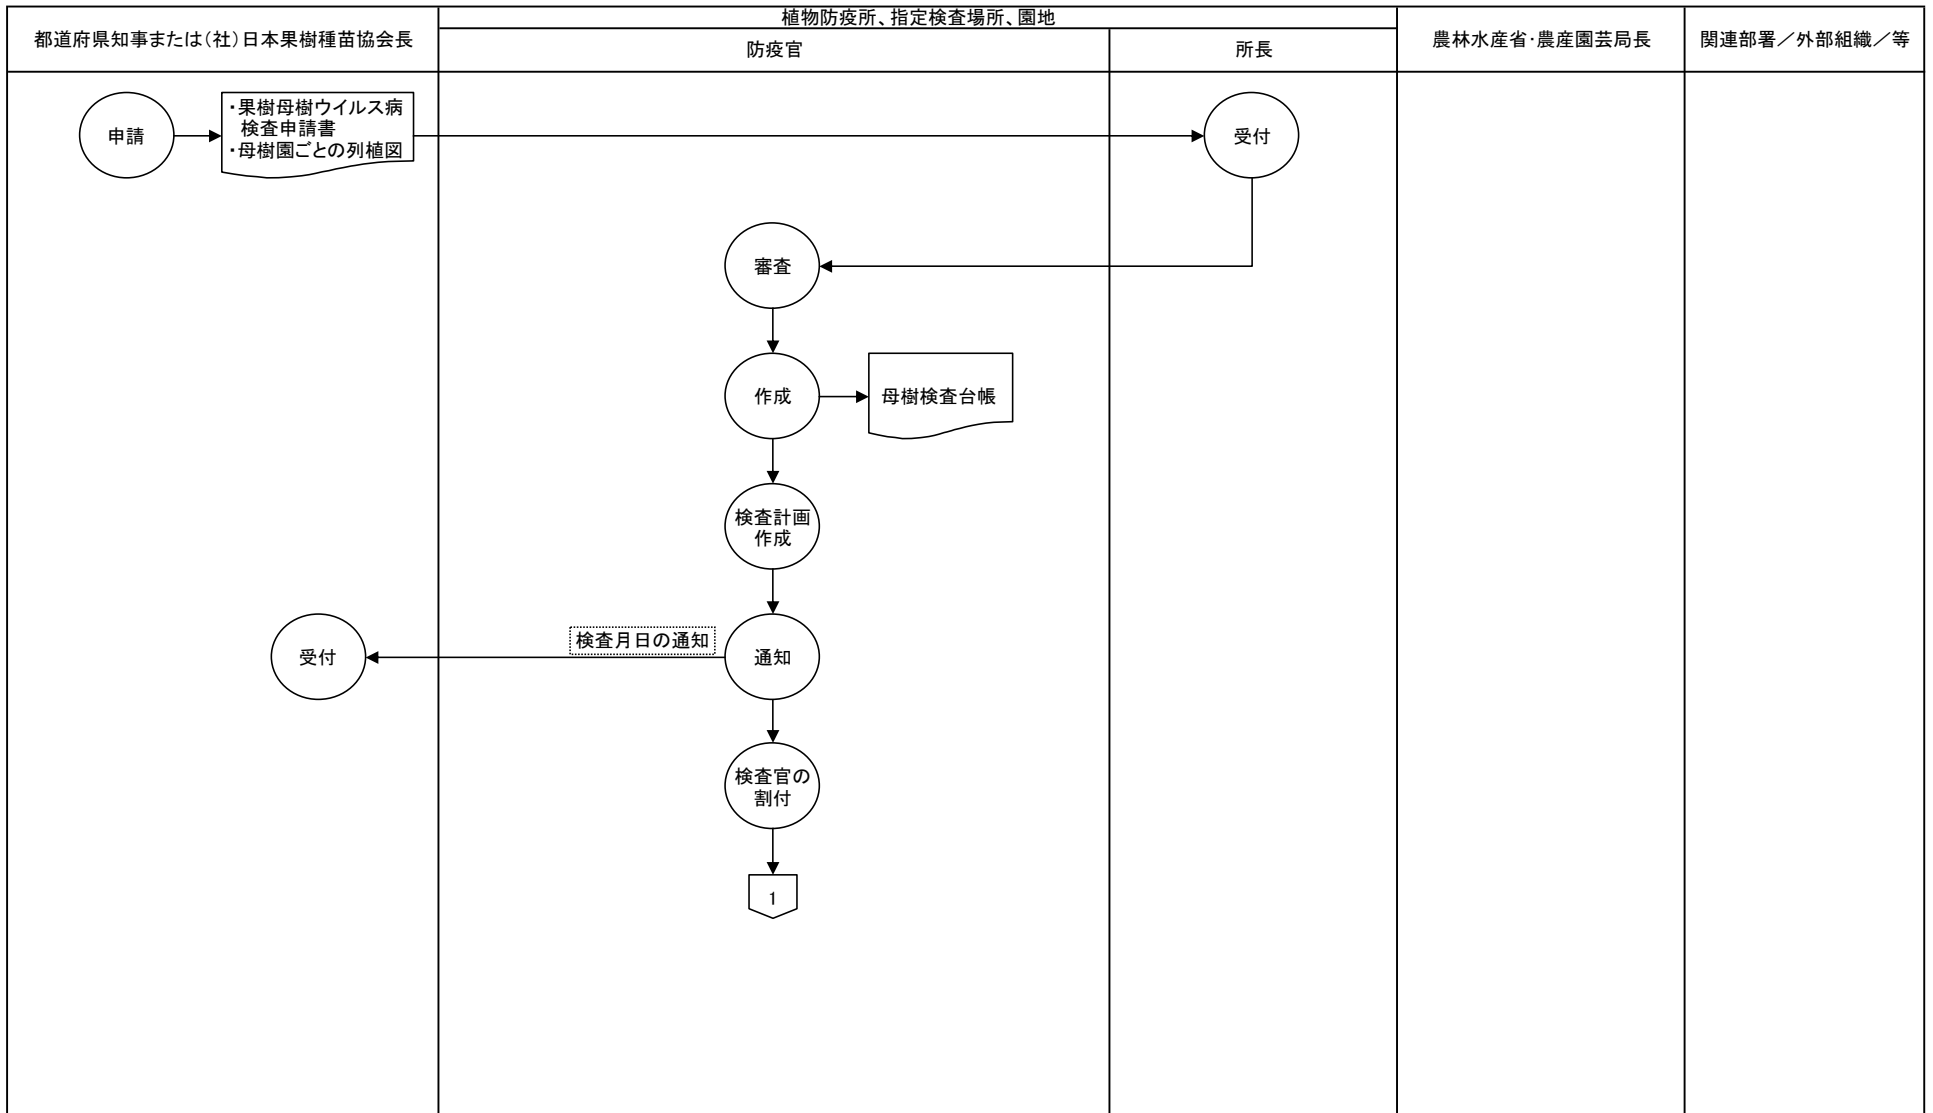 都道府県知事または（社）日本果樹種苗協会長
植物防疫所、指定検査場所、園地
防疫官
所長
農林水産省・農産園芸局長
関連部署／外部組織／等
申請
・果樹母樹ウイルス病
検査申請書
・母樹園ごとの列植図
受付
審査
作成
母樹検査台帳
検査計画
作成
受付
検査月日の通知
通知
検査官の
割付
1